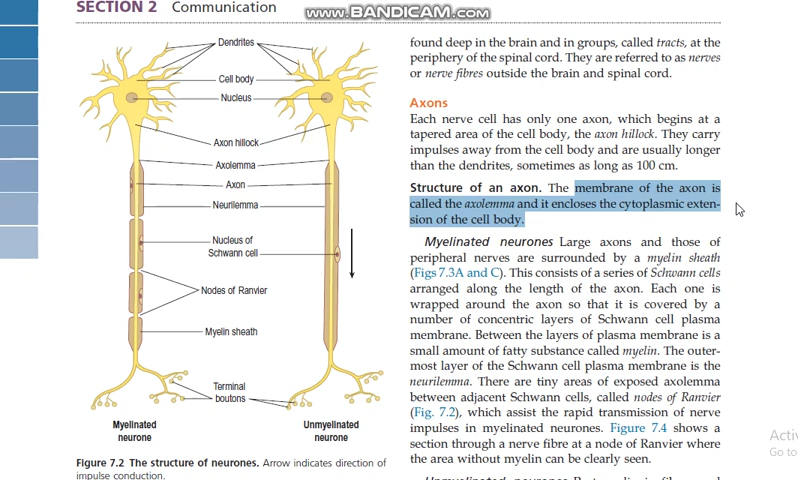 SECTION 2 Communication
www.BANDICAM.com
Dendrites
Cell body
Nucleus
Axon hillock
Axolemma
Axon
Neurilemma
Nucleus of
Schwann cell
Nodes of Ranvier
Myelin sheath
Terminal
boutons
Myelinated
neurone
Unmyelinated
neurone
Figure 7.2 The structure of neurones. Arrow indicates direction of
impulse conduction.
found deep in the brain and in groups, called tracts, at the
periphery of the spinal cord. They are referred to as nerves
or nerve fibres outside the brain and spinal cord.
Axons
Each nerve cell has only one axon, which begins at a
tapered area of the cell body, the axon hillock. They carry
impulses away from the cell body and are usually longer
than the dendrites, sometimes as long as 100 cm.
Structure of an axon. The membrane of the axon is
called the axolemma and it encloses the cytoplasmic exten-
sion of the cell body.
Myelinated neurones Large axons and those of
peripheral nerves are surrounded by a myelin sheath
(Figs 7.3A and C). This consists of a series of Schwann cells
arranged along the length of the axon. Each one is
wrapped around the axon so that it is covered by a
number of concentric layers of Schwann cell plasma
membrane. Between the layers of plasma membrane is a
small amount of fatty substance called myelin. The outer-
most layer of the Schwann cell plasma membrane is the
neurilemma. There are tiny areas of exposed axolemma
between adjacent Schwann cells, called nodes of Ranvier
(Fig. 7.2), which assist the rapid transmission of nerve
impulses in myelinated neurones. Figure 7.4 shows a
section through a nerve fibre at a node of Ranvier where
the area without myelin can be clearly seen.
Go to